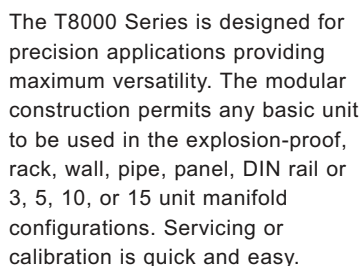 The T8000 Series is designed for
precision applications providing
maximum versatility. The modular
construction permits any basic unit
to be used in the explosion-proof,
rack, wall, pipe, panel, DIN rail or
3, 5, 10, or 15 unit manifold
configurations. Servicing or
calibration is quick and easy.